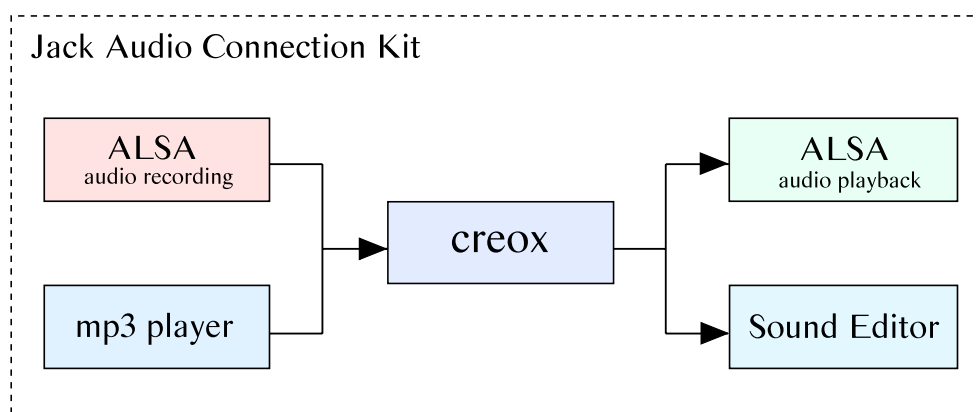 Jack Audio Connection Kit
ALSA
audio recording
ALSA
audio playback
creox
mp3 player
Sound Editor